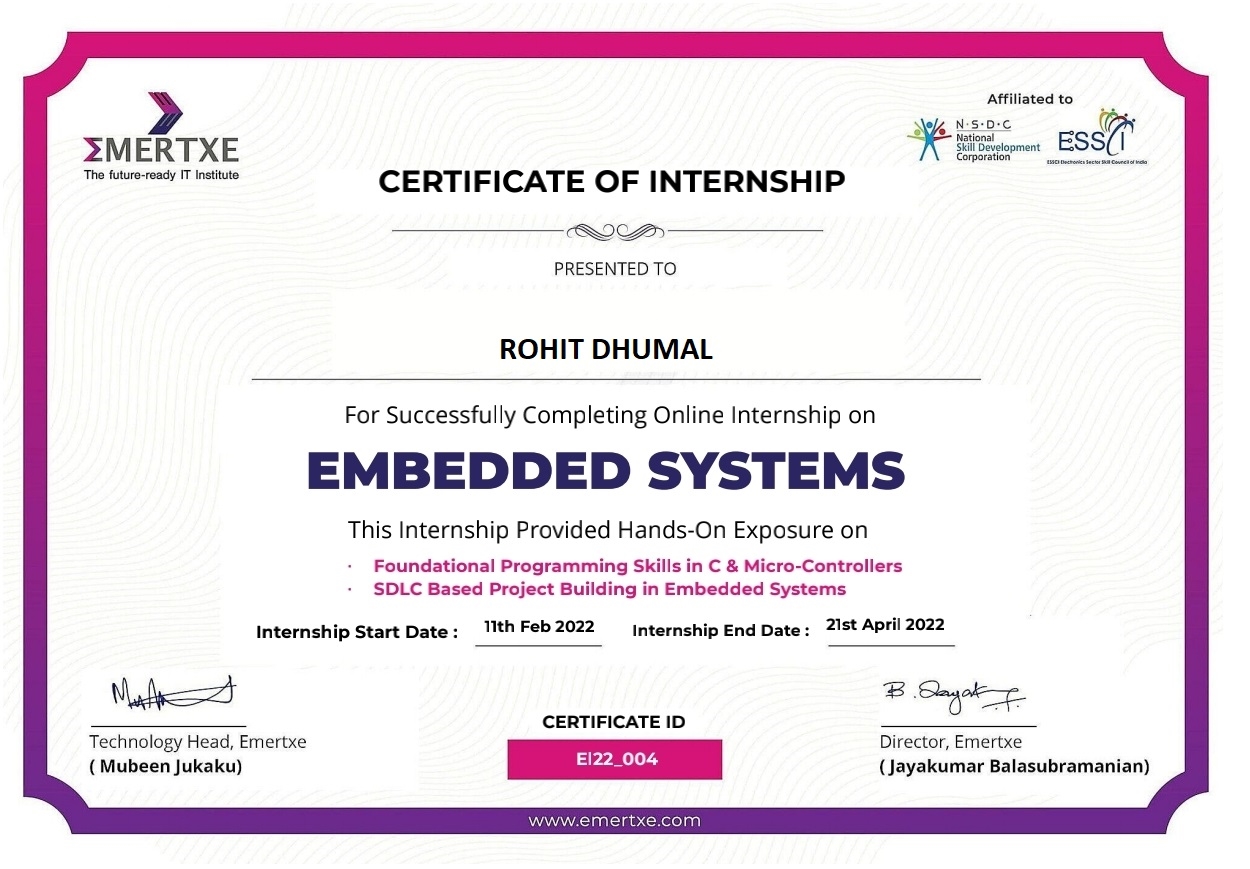 EMERTXE
The future-ready IT Institute
Affiliated to
N·S·D·C
National
Skill Development
Corporation
ESSCI
ESSCI Electronics Sector Skill Council of India
CERTIFICATE OF INTERNSHIP
PRESENTED TO
ROHIT DHUMAL
For Successfully Completing Online Internship on
EMBEDDED SYSTEMS
This Internship Provided Hands-On Exposure on
· Foundational Programming Skills in C & Micro-Controllers
· SDLC Based Project Building in Embedded Systems
Internship Start Date : 11th Feb 2022 Internship End Date : 21st April 2022
Technology Head, Emertxe
( Mubeen Jukaku)
CERTIFICATE ID
EI22_004
B. Jayak
Director, Emertxe
( Jayakumar Balasubramanian)
www.emertxe.com